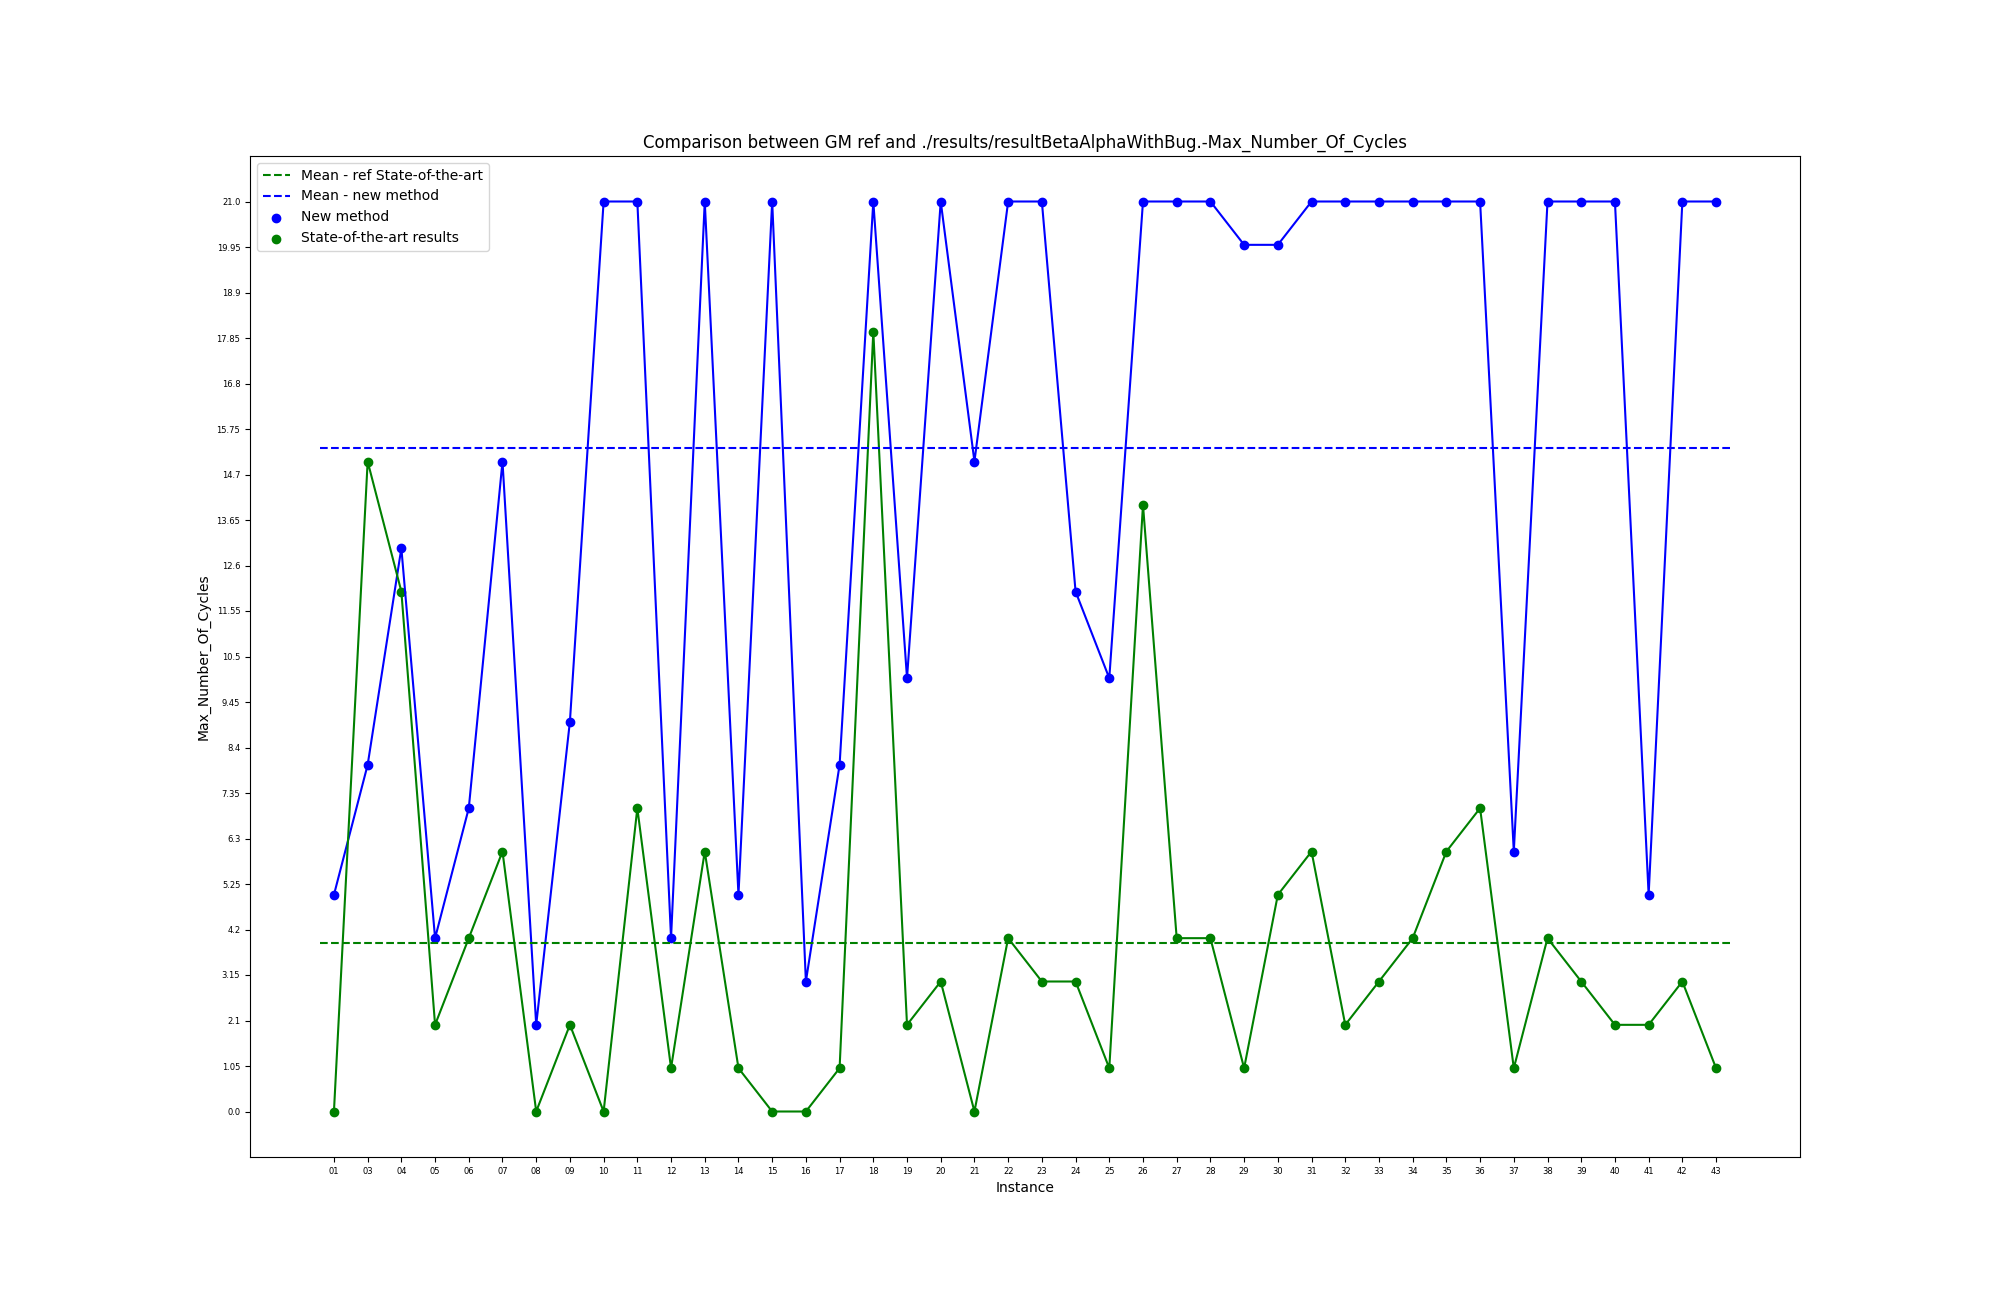 Comparison between GM ref and ./results/resultBetaAlphaWithBug.-Max_Number_Of_Cycles
Mean - ref State-of-the-art
Mean - new method
New method
State-of-the-art results
21.0
19.95
18.9
17.85
16.8
15.75
14.7
13.65
12.6
11.55
10.5
9.45
8.4
7.35
6.3
5.25
4.2
3.15
2.1
1.05
0.0
Max_Number_Of_Cycles
01 03 04 05 06 07 08 09 10 11 12 13 14 15 16 17 18 19 20 21 22 23 24 25 26 27 28 29 30 31 32 33 34 35 36 37 38 39 40 41 42 43
Instance